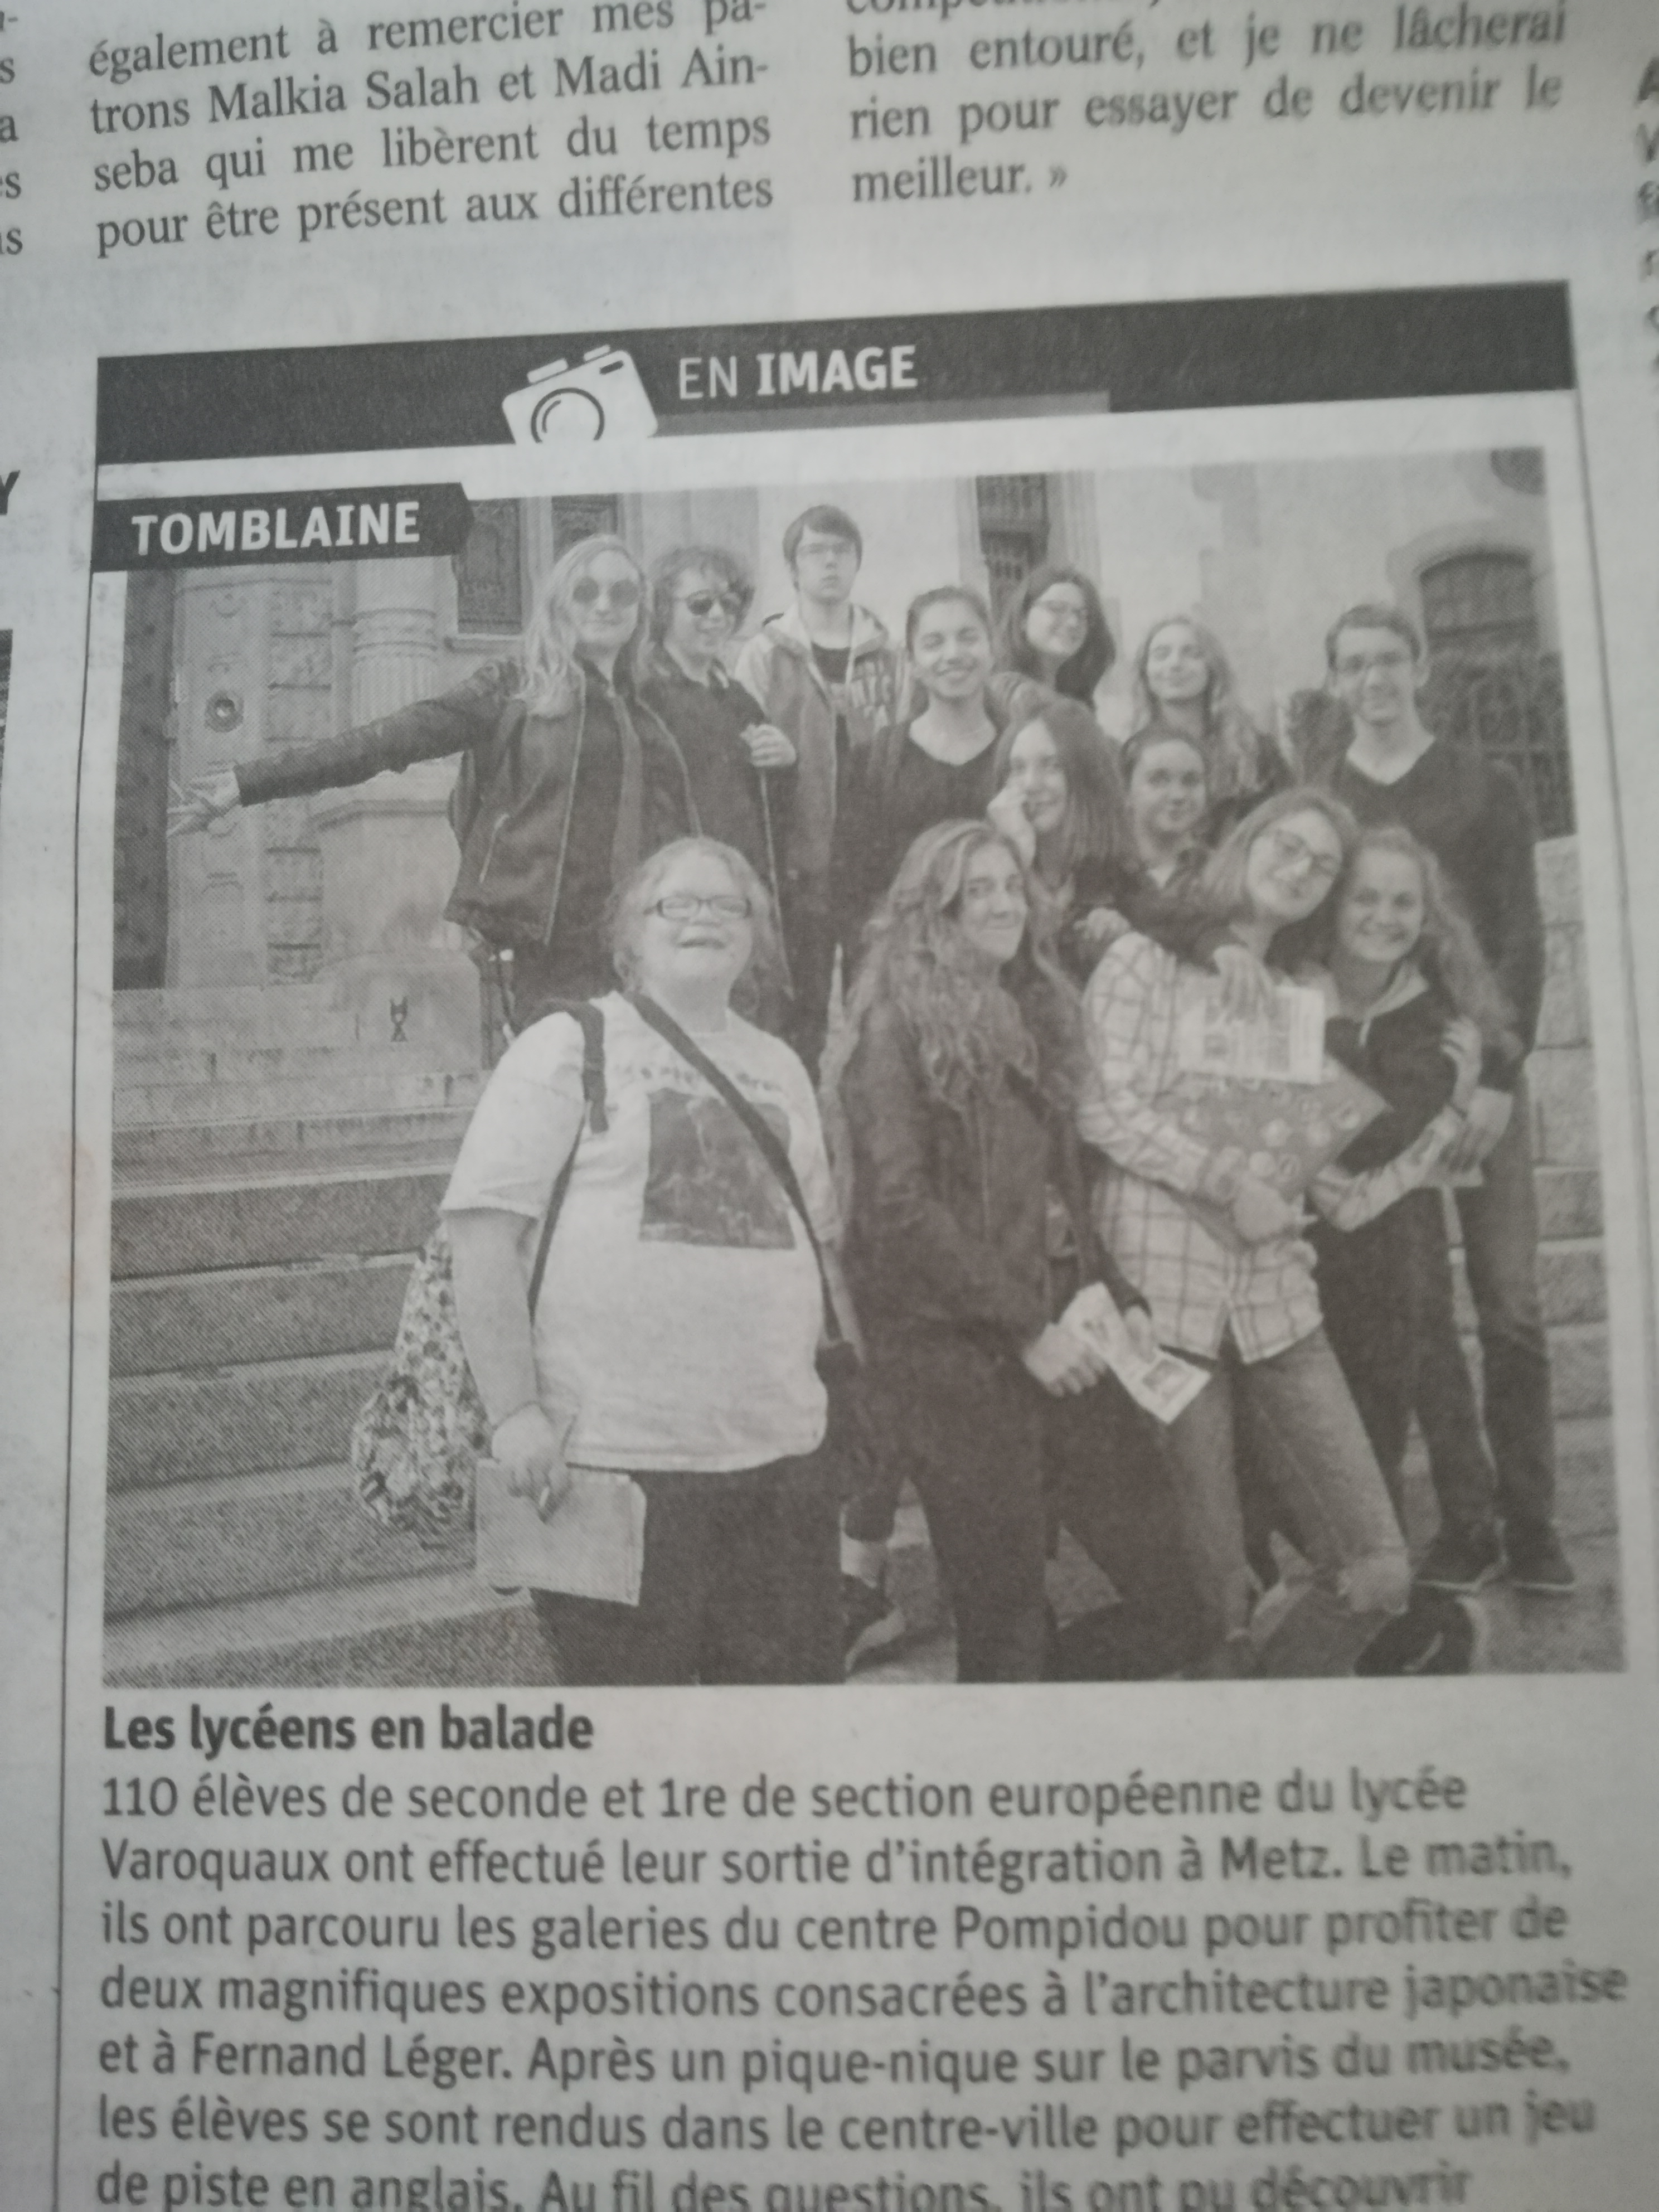 également à remercier mes pa-
trons Malkia Salah et Madi Ain-
seba qui me libèrent du temps
pour être présent aux différentes
bien entouré, et je ne lâcherai
rien pour essayer de devenir le
meilleur. »
EN IMAGE
TOMBLAINE
Les lycéens en balade
110 élèves de seconde et 1re de section européenne du lycée
Varoquaux ont effectué leur sortie d'intégration à Metz. Le matin,
ils ont parcouru les galeries du centre Pompidou pour profiter de
deux magnifiques expositions consacrées à l'architecture japonaise
et à Fernand Léger. Après un pique-nique sur le parvis du musée,
les élèves se sont rendus dans le centre-ville pour effectuer un jeu
de piste en anglais. Au fil des questions, ils ont pu découvrir